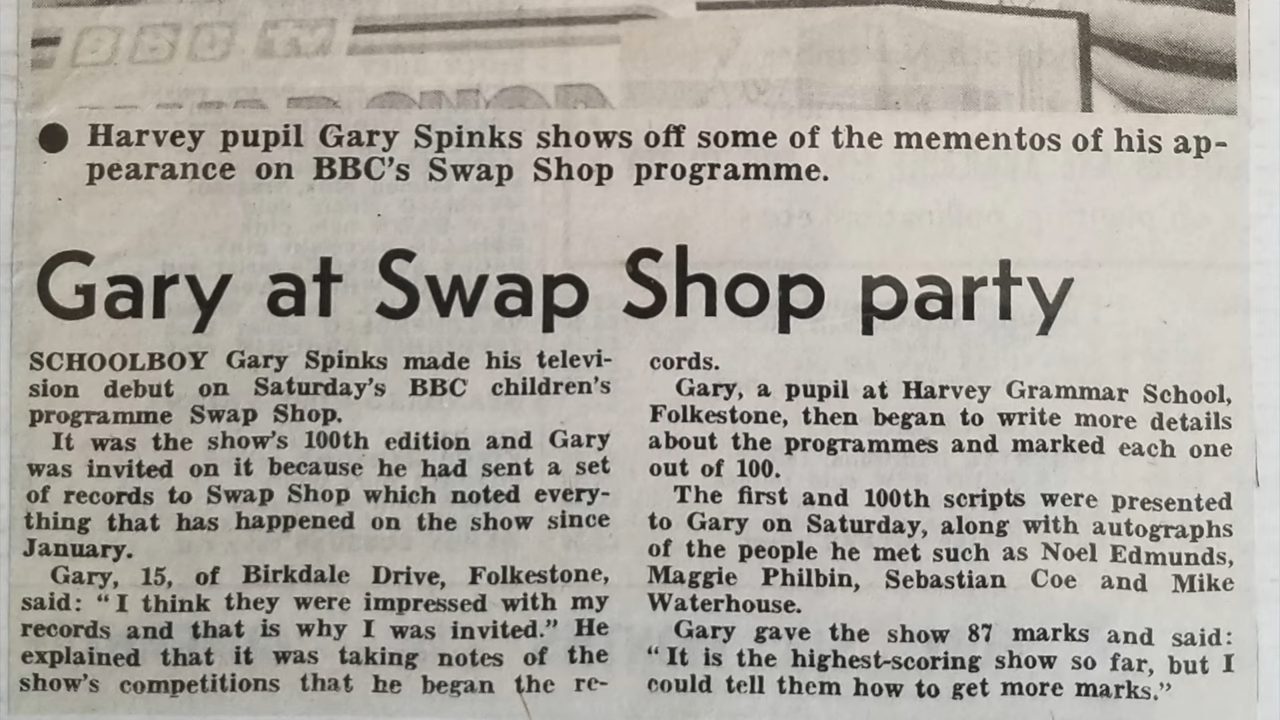 BBC TV
● Harvey pupil Gary Spinks shows off some of the mementos of his ap-
pearance on BBC's Swap Shop programme.
Gary at Swap Shop party
SCHOOLBOY Gary Spinks made his televi-
sion debut on Saturday's BBC children's
programme Swap Shop.
It was the show's 100th edition and Gary
was invited on it because he had sent a set
of records to Swap Shop which noted every-
thing that has happened on the show since
January.
Gary, 15, of Birkdale Drive, Folkestone,
said: “I think they were impressed with my
records and that is why I was invited.” He
explained that it was taking notes of the
show's competitions that he began the re-
cords.
Gary, a pupil at Harvey Grammar School,
Folkestone, then began to write more details
about the programmes and marked each one
out of 100.
The first and 100th scripts were presented
to Gary on Saturday, along with autographs
of the people he met such as Noel Edmunds,
Maggie Philbin, Sebastian Coe and Mike
Waterhouse.
Gary gave the show 87 marks and said:
“It is the highest-scoring show so far, but I
could tell them how to get more marks.”